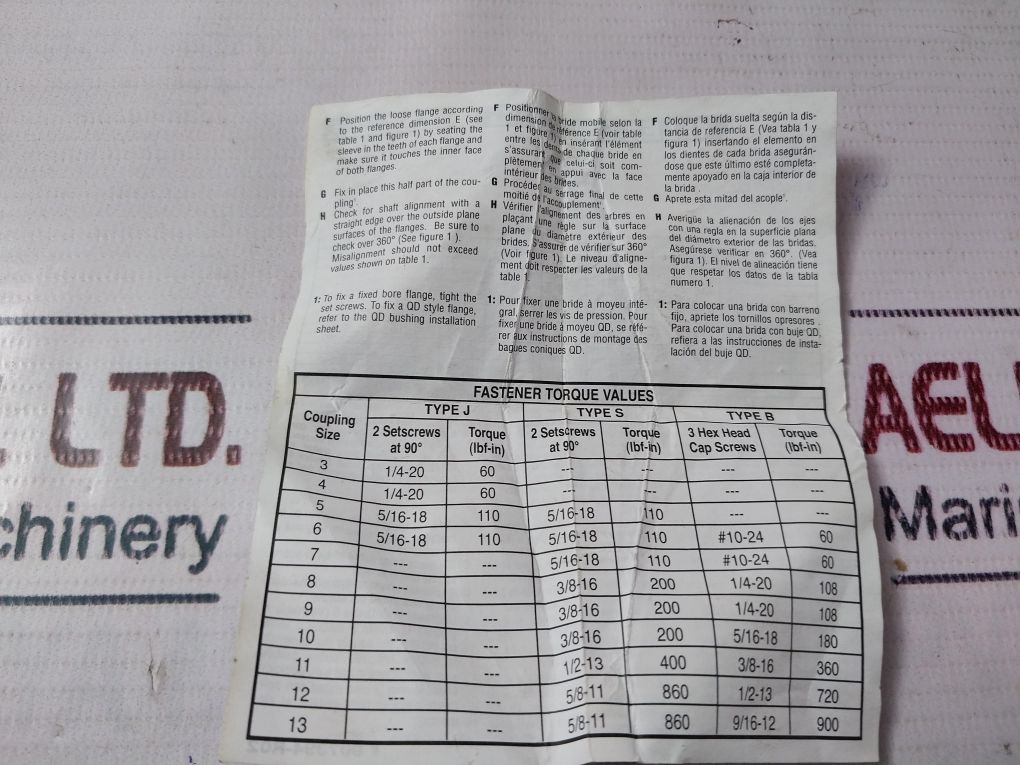 F Position the loose flange according
to the reference dimension E (see
table 1 and figure 1) by seating the
sleeve in the teeth of each flange and
make sure it touches the inner face
of both flanges.
G Fix in place this half part of the cou-
pling¹.
H Check for shaft alignment with a
straight edge over the outside plane
surfaces of the flanges. Be sure to
check over 360° (See figure 1 ).
Misalignment should not exceed
values shown on table 1.
1: To fix a fixed bore flange, tight the
set screws. To fix a QD style flange,
refer to the QD bushing installation
sheet.
F Positionner la bride mobile selon la
dimension de référence E (voir table
1 et figure 1) en insérant l'élément
entre les dents de chaque bride en
s'assurant que celui-ci soit com-
plètement en appui avec la face
intérieur des brides.
G Procéder au serrage final de cette
moitié de l'accouplement¹.
H Vérifier l'alignement des arbres en
plaçant une règle sur la surface
plane du diamètre extérieur des
brides. S'assurer de vérifier sur 360°
(Voir figure 1). Le niveau d'aligne-
ment doit respecter les valeurs de la
table 1.
1: Pour fixer une bride à moyeu inté-
gral, serrer les vis de pression. Pour
fixer une bride à moyeu QD, se réfé-
rer aux instructions de montage des
bagues coniques QD.
F Coloque la brida suelta según la dis-
tancia de referencia E (Vea tabla 1 y
figura 1) insertando el elemento en
los dientes de cada brida asegurán-
dose que este último esté completa-
mente apoyado en la caja interior de
la brida .
G Aprete esta mitad del acople¹.
H Averigüe la alienación de los ejes
con una regla en la superficie plana
del diámetro exterior de las bridas.
Asegúrese verificar en 360°. (Vea
figura 1). El nivel de alineación tiene
que respetar los datos de la tabla
numero 1.
1: Para colocar una brida con barreno
fijo, apriete los tornillos opresores .
Para colocar una brida con buje QD,
refiera a las instrucciones de insta-
lación del buje QD.
FASTENER TORQUE VALUES
Coupling Size TYPE J TYPE S TYPE B
2 Setscrews at 90° Torque (lbf-in) 2 Setscrews at 90° Torque (lbf-in) 3 Hex Head Cap Screws Torque (lbf-in)
3 1/4-20 60 --- --- --- ---
4 1/4-20 60 --- --- --- ---
5 5/16-18 110 5/16-18 110 --- ---
6 5/16-18 110 5/16-18 110 #10-24 60
7 --- --- 5/16-18 110 #10-24 60
8 --- --- 3/8-16 200 1/4-20 108
9 --- --- 3/8-16 200 1/4-20 108
10 --- --- 3/8-16 200 5/16-18 180
11 --- --- 1/2-13 400 3/8-16 360
12 --- --- 5/8-11 860 1/2-13 720
13 --- --- 5/8-11 860 9/16-12 900
LTD.
chinery
AEL
Mari